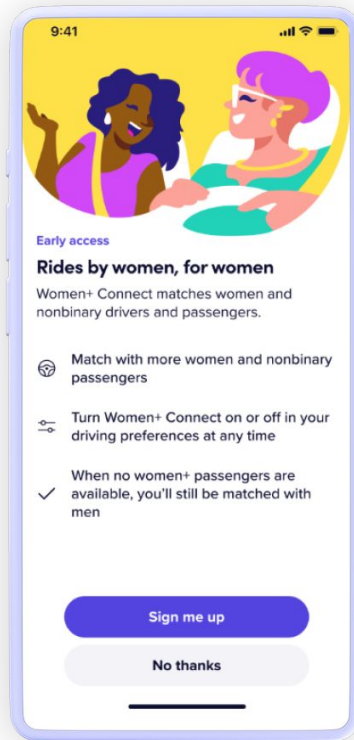 9:41
Early access
Rides by women, for women
Women+ Connect matches women and
nonbinary drivers and passengers.
Match with more women and nonbinary
passengers
Turn Women+ Connect on or off in your
driving preferences at any time
When no women+ passengers are
available, you'll still be matched with
men
Sign me up
No thanks